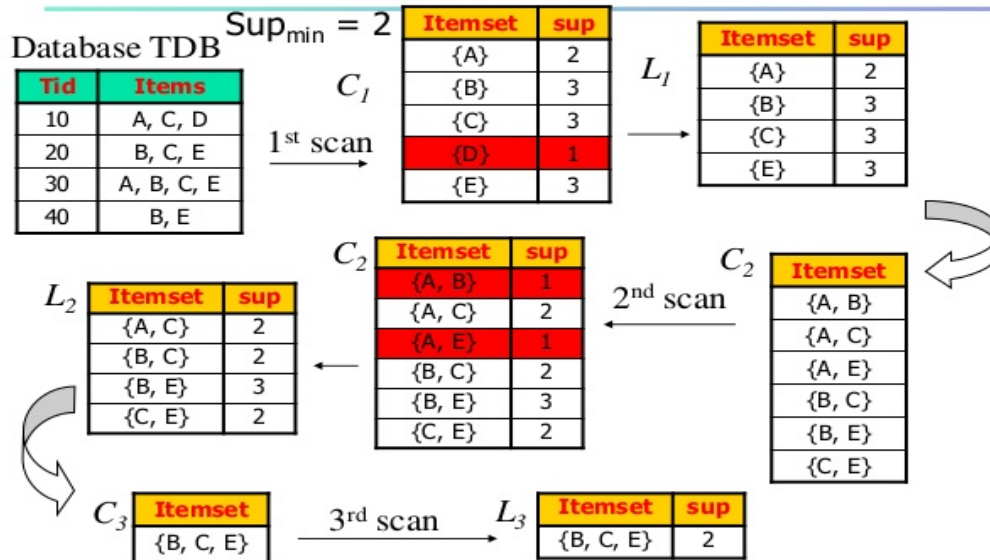 Database TDB
Sup_min = 2
Tid Items
10 A, C, D
20 B, C, E
30 A, B, C, E
40 B, E
1st scan
C1
Itemset sup
{A} 2
{B} 3
{C} 3
{D} 1
{E} 3
L1
Itemset sup
{A} 2
{B} 3
{C} 3
{E} 3
C2
Itemset
{A, B}
{A, C}
{A, E}
{B, C}
{B, E}
{C, E}
2nd scan
C2
Itemset sup
{A, B} 1
{A, C} 2
{A, E} 1
{B, C} 2
{B, E} 3
{C, E} 2
L2
Itemset sup
{A, C} 2
{B, C} 2
{B, E} 3
{C, E} 2
C3
Itemset
{B, C, E}
3rd scan
L3
Itemset sup
{B, C, E} 2